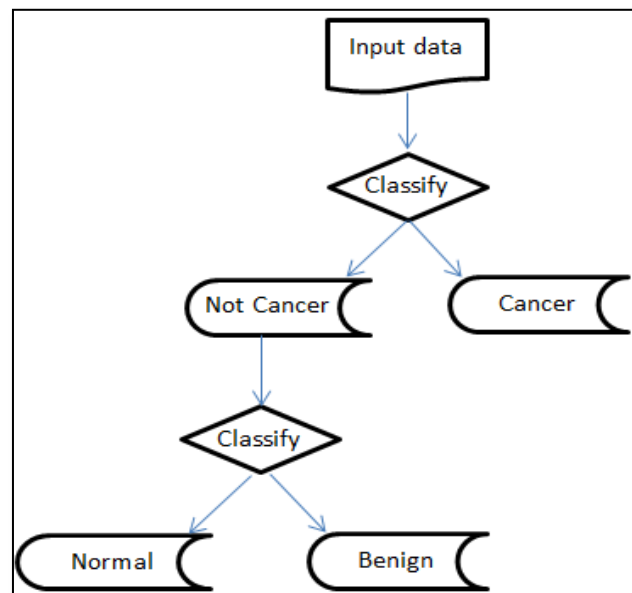 Input data
Classify
Not Cancer
Cancer
Classify
Normal
Benign